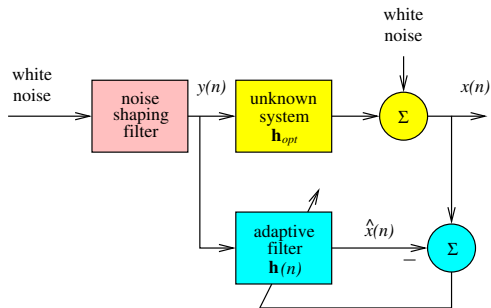 white
noise
white
noise
y(n)
x(n)
noise
shaping
filter
unknown
system
h_opt
Σ
adaptive
filter
h(n)
x̂(n)
Σ
–